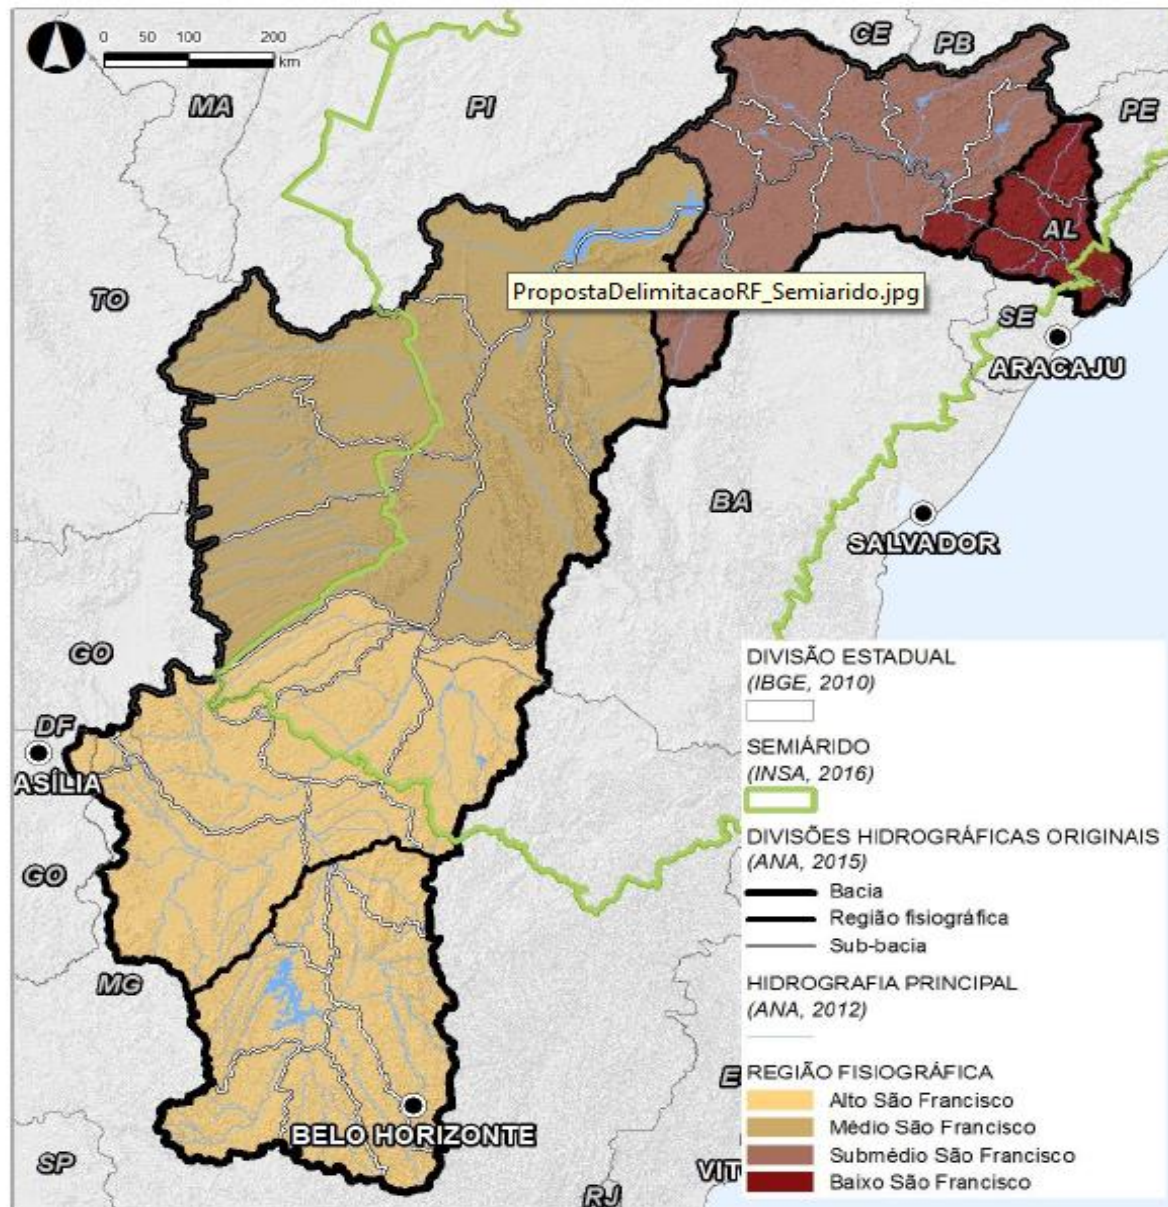 0 50 100 200
km
CE
PB
MA
PI
PE
AL
TO
PropostaDelimitacaoRF_Semiarido.jpg
SE
ARACAJU
BA
SALVADOR
GO
DF
ASÍLIA
GO
MG
BELO HORIZONTE
SP
RJ
E
VIT
DIVISÃO ESTADUAL
(IBGE, 2010)
SEMIÁRIDO
(INSA, 2016)
DIVISÕES HIDROGRÁFICAS ORIGINAIS
(ANA, 2015)
Bacia
Região fisiográfica
Sub-bacia
HIDROGRAFIA PRINCIPAL
(ANA, 2012)
REGIÃO FISIOGRÁFICA
Alto São Francisco
Médio São Francisco
Submédio São Francisco
Baixo São Francisco